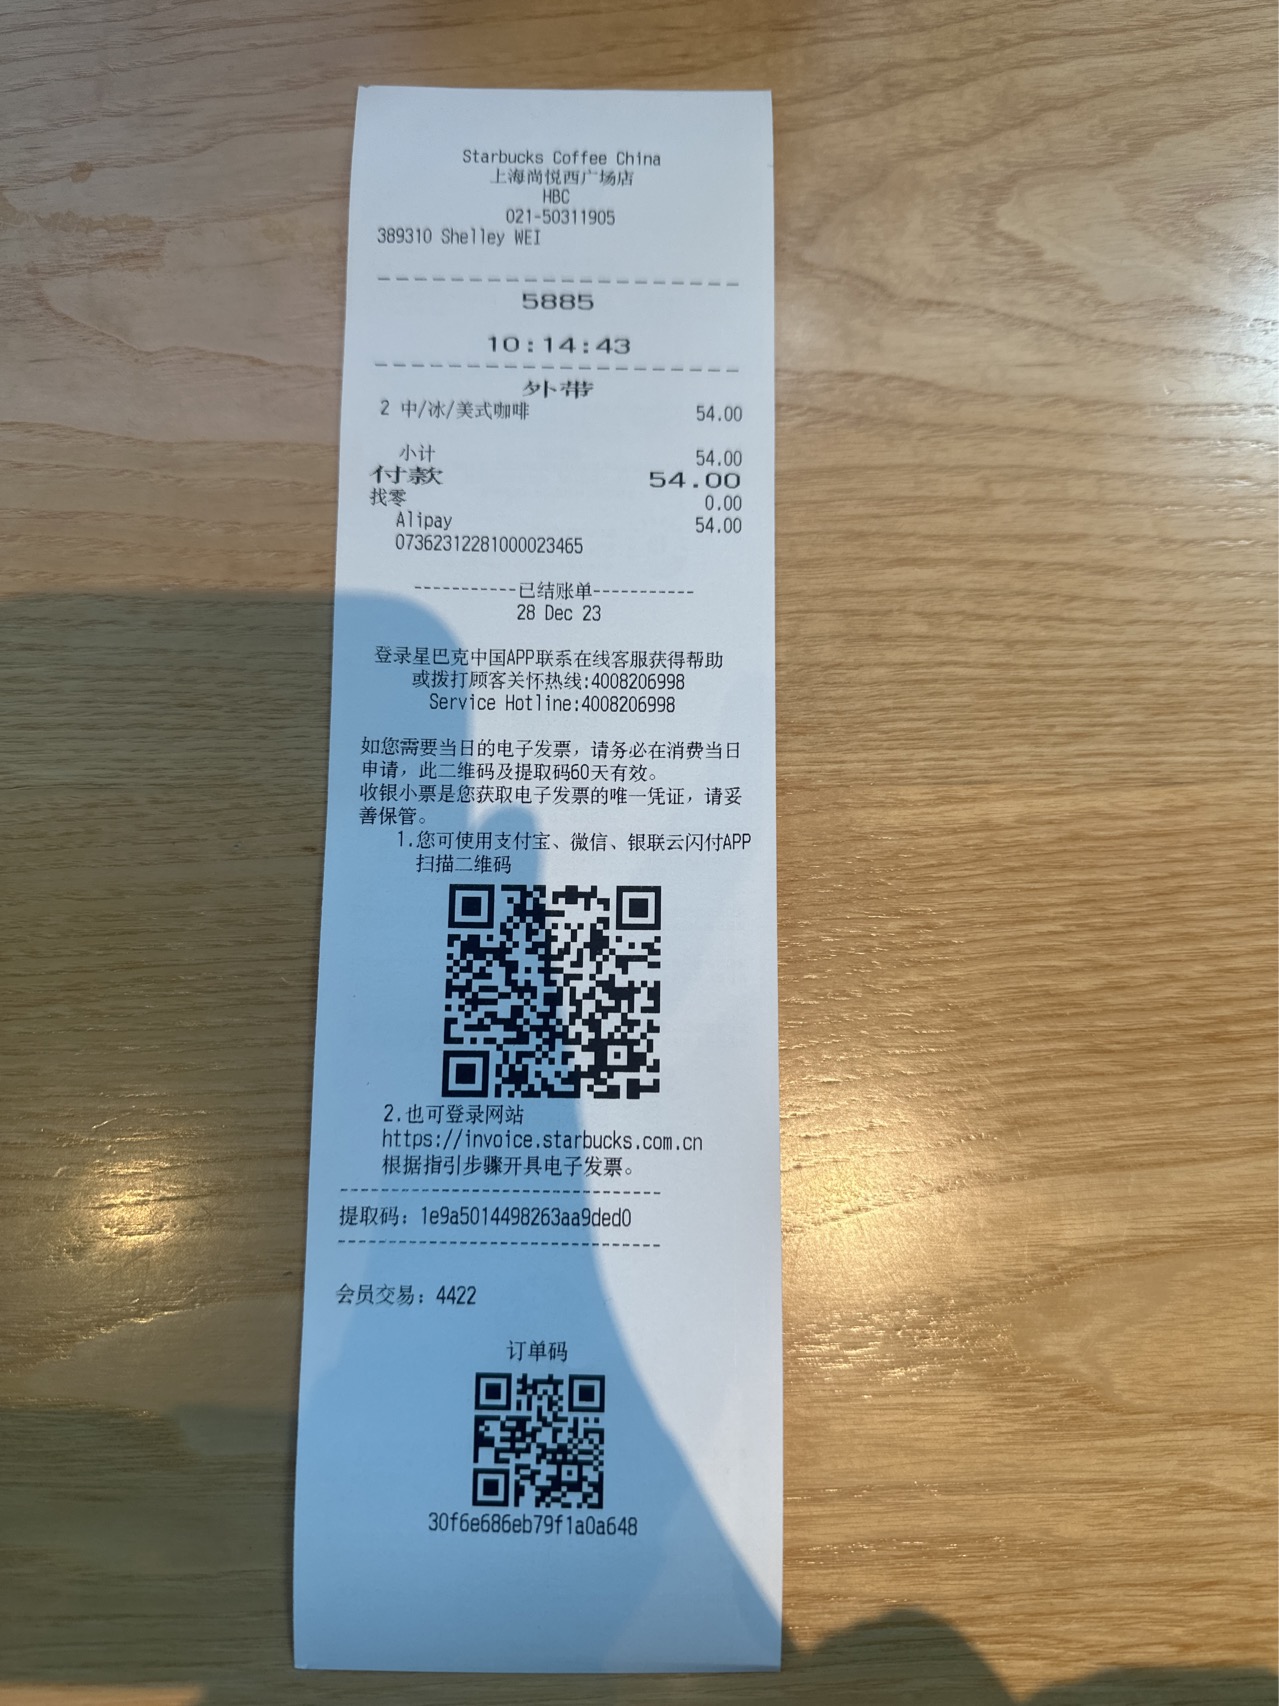 Starbucks Coffee China
上海尚悦西广场店
HBC
021-50311905
389310 Shelley WEI
5885
10:14:43
外带
2 中/冰/美式咖啡 54.00
小计 54.00
付款 54.00
找零 0.00
Alipay 54.00
07362312281000023465
-----------已结账单-----------
28 Dec 23
登录星巴克中国APP联系在线客服获得帮助
或拨打顾客关怀热线:4008206998
Service Hotline:4008206998
如您需要当日的电子发票，请务必在消费当日
申请，此二维码及提取码60天有效。
收银小票是您获取电子发票的唯一凭证，请妥
善保管。
1.您可使用支付宝、微信、银联云闪付APP
扫描二维码
2.也可登录网站
https://invoice.starbucks.com.cn
根据指引步骤开具电子发票。
提取码：1e9a5014498263aa9ded0
会员交易：4422
订单码
30f6e686eb79f1a0a648